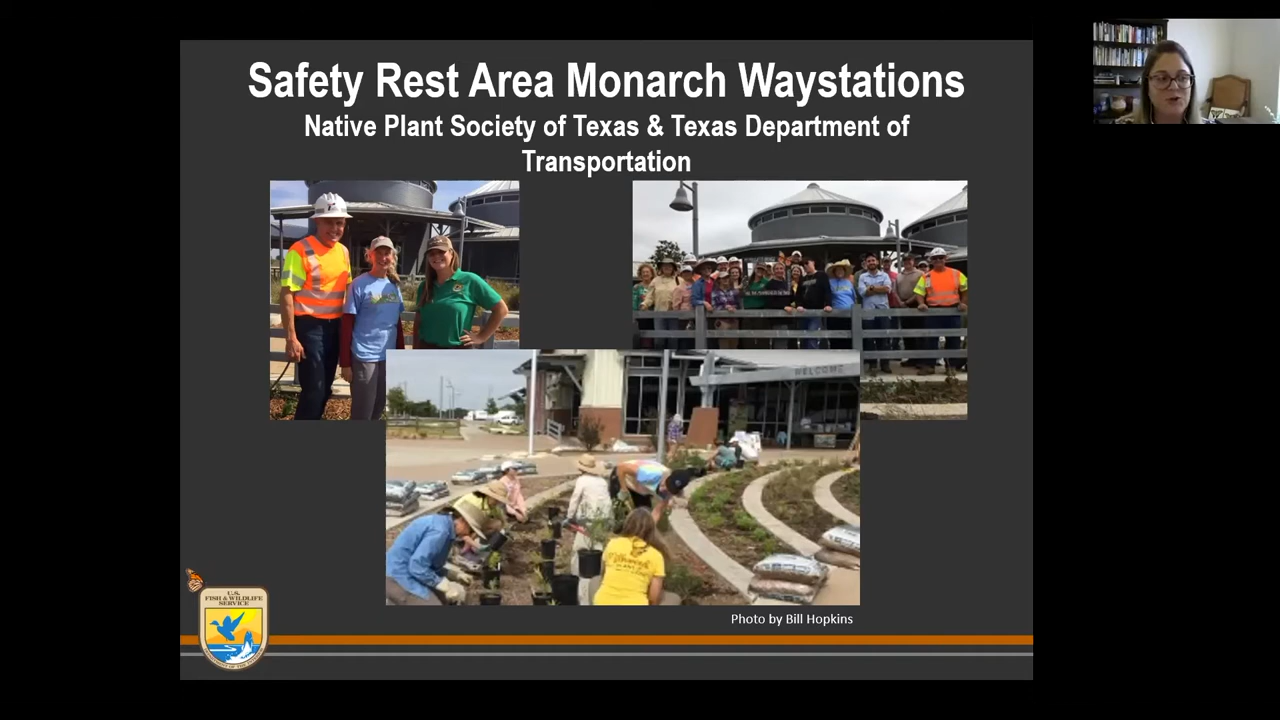 Safety Rest Area Monarch Waystations
Native Plant Society of Texas & Texas Department of
Transportation
WELCOME
U.S.
FISH & WILDLIFE
SERVICE
Photo by Bill Hopkins